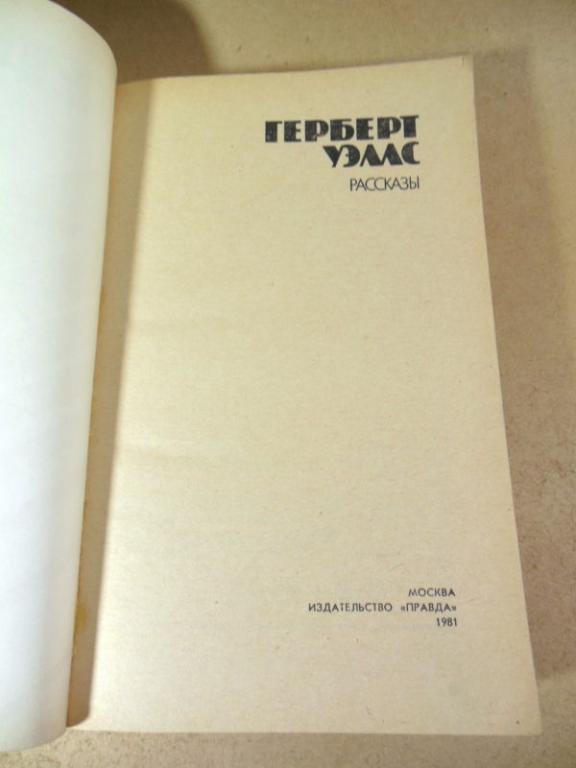 ГЕРБЕРТ
УЭЛЛС
РАССКАЗЫ
МОСКВА
ИЗДАТЕЛЬСТВО «ПРАВДА»
1981